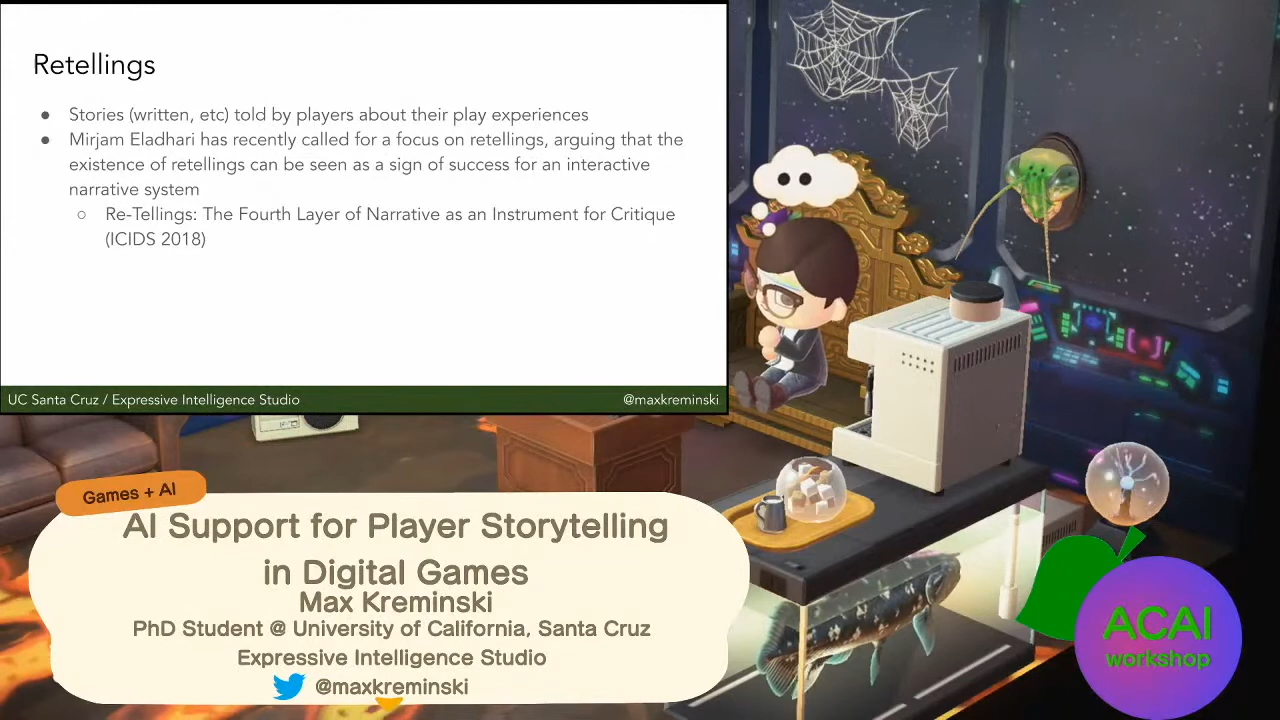 Retellings
● Stories (written, etc) told by players about their play experiences
● Mirjam Eladhari has recently called for a focus on retellings, arguing that the
existence of retellings can be seen as a sign of success for an interactive
narrative system
○ Re-Tellings: The Fourth Layer of Narrative as an Instrument for Critique
(ICIDS 2018)
UC Santa Cruz / Expressive Intelligence Studio
@maxkreminski
Games + AI
AI Support for Player Storytelling
in Digital Games
Max Kreminski
PhD Student @ University of California, Santa Cruz
Expressive Intelligence Studio
@maxkreminski
ACAI
workshop